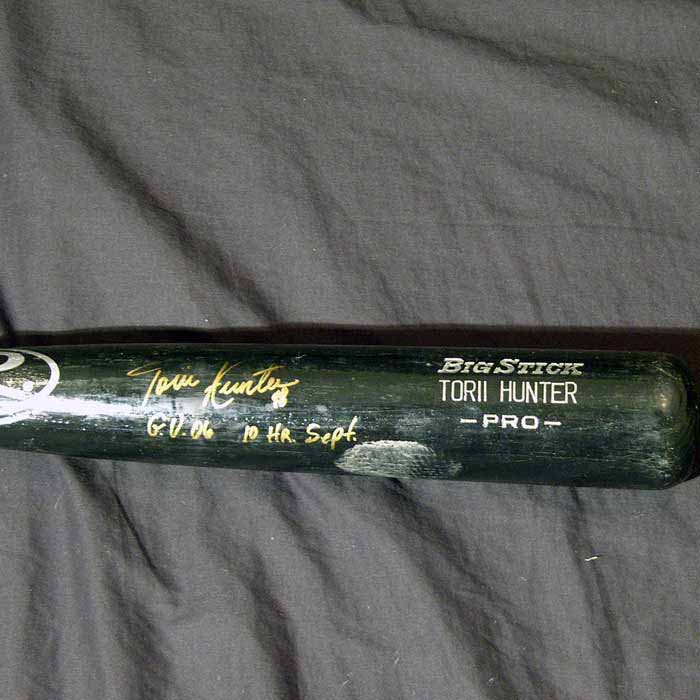 Torii Hunter
G.U. 06 10 HR. Sept.
BIG STICK
TORII HUNTER
-PRO-